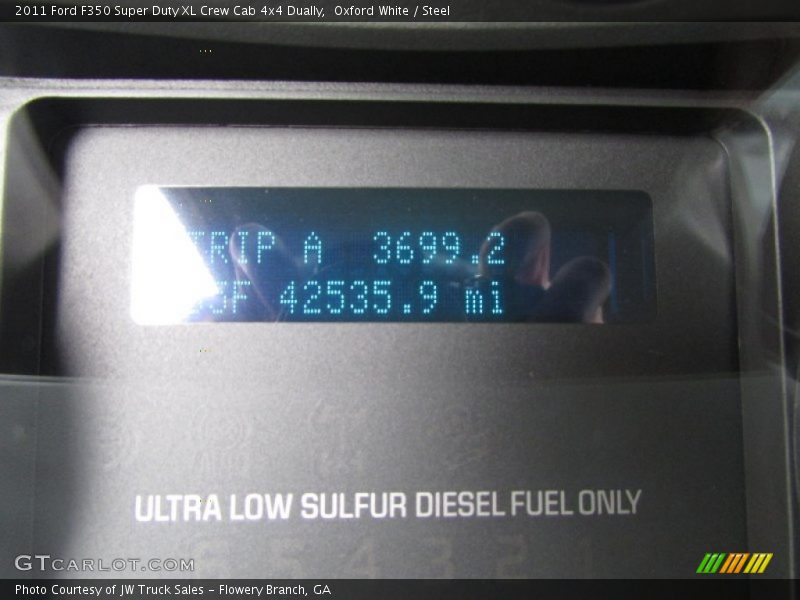 2011 Ford F350 Super Duty XL Crew Cab 4x4 Dually,  Oxford White / Steel
TRIP A 3699.2
42535.9 mi
ULTRA LOW SULFUR DIESEL FUEL ONLY
GTCARLOT.COM
Photo Courtesy of JW Truck Sales - Flowery Branch, GA